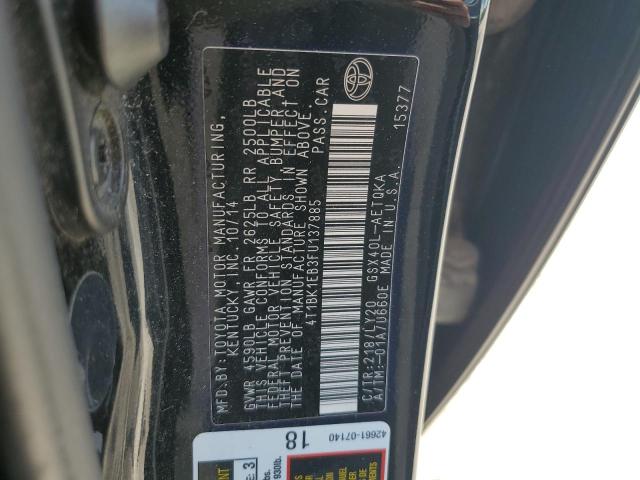 MFD.BY:TOYOTA MOTOR MANUFACTURING,
KENTUCKY, INC. 10/14
GVWR 4590LB GAWR FR 2625LB RR 2500LB
THIS VEHICLE CONFORMS TO ALL APPLICABLE
FEDERAL MOTOR VEHICLE SAFETY BUMPER AND
THEFT PREVENTION STANDARDS IN EFFECT ON
THE DATE OF MANUFACTURE SHOWN ABOVE.
4T1BK1EB3FU137885 PASS.CAR
C/TR:218/LY20 GSX40L-AETQKA 15377
A/TM:-01A/U660E MADE IN U.S.A.
42661-07140
18
3
930lb.